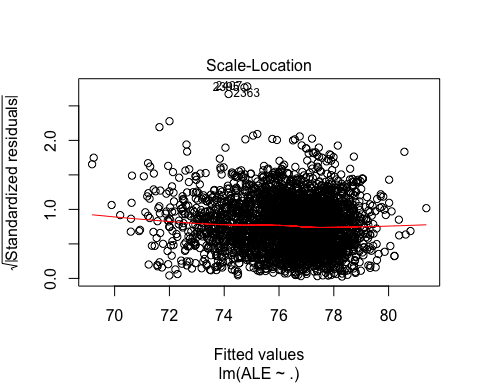 Scale-Location
2363
√|Standardized residuals|
0.0
1.0
2.0
70
72
74
76
78
80
Fitted values
lm(ALE ~ .)